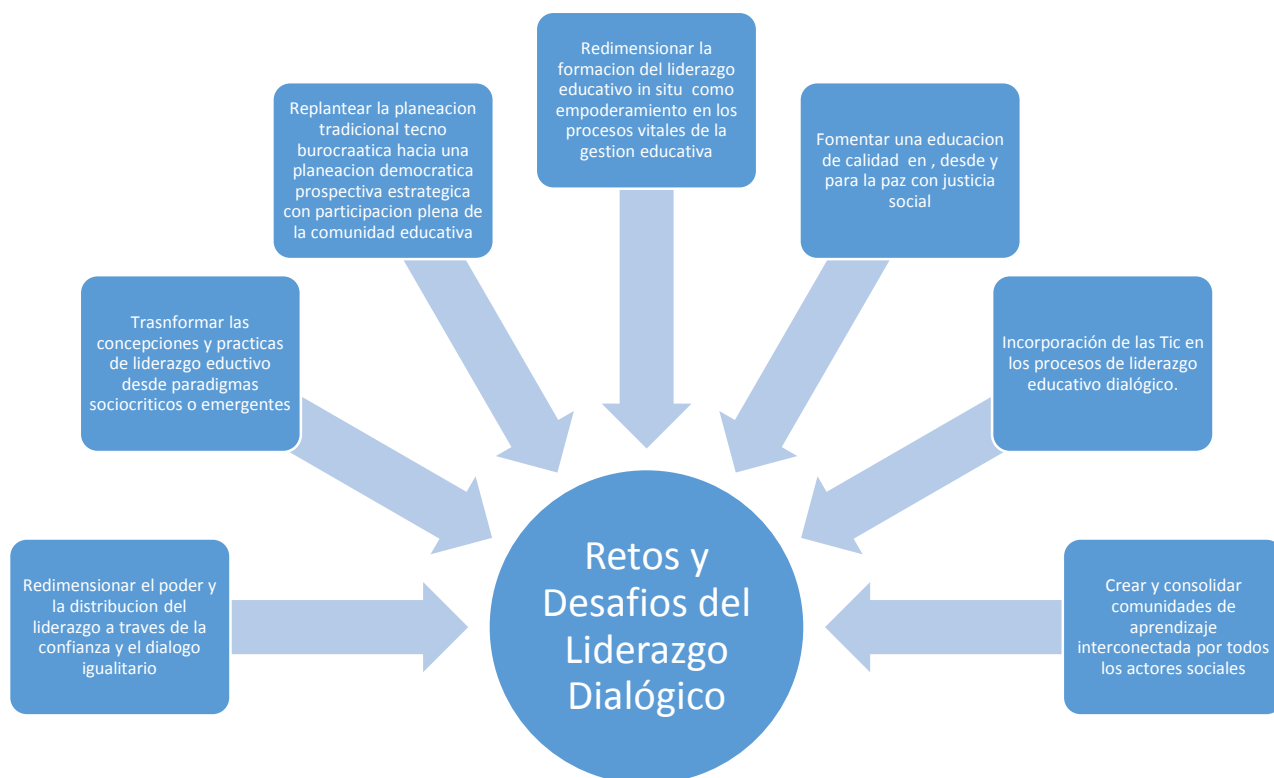 Redimensionar la
formacion del liderazgo
educativo in situ como
empoderamiento en los
procesos vitales de la
gestion educativa
Replantear la planeacion
tradicional tecno
burocraatica hacia una
planeacion democratica
prospectiva estrategica
con participacion plena de
la comunidad educativa
Fomentar una educacion
de calidad en , desde y
para la paz con justicia
social
Trasnformar las
concepciones y practicas
de liderazgo eductivo
desde paradigmas
sociocriticos o emergentes
Incorporación de las Tic en
los procesos de liderazgo
educativo dialógico.
Redimensionar el poder y
la distribucion del
liderazgo a traves de la
confianza y el dialogo
igualitario
Retos y
Desafios del
Liderazgo
Dialógico
Crear y consolidar
comunidades de
aprendizaje
interconectada por todos
los actores sociales